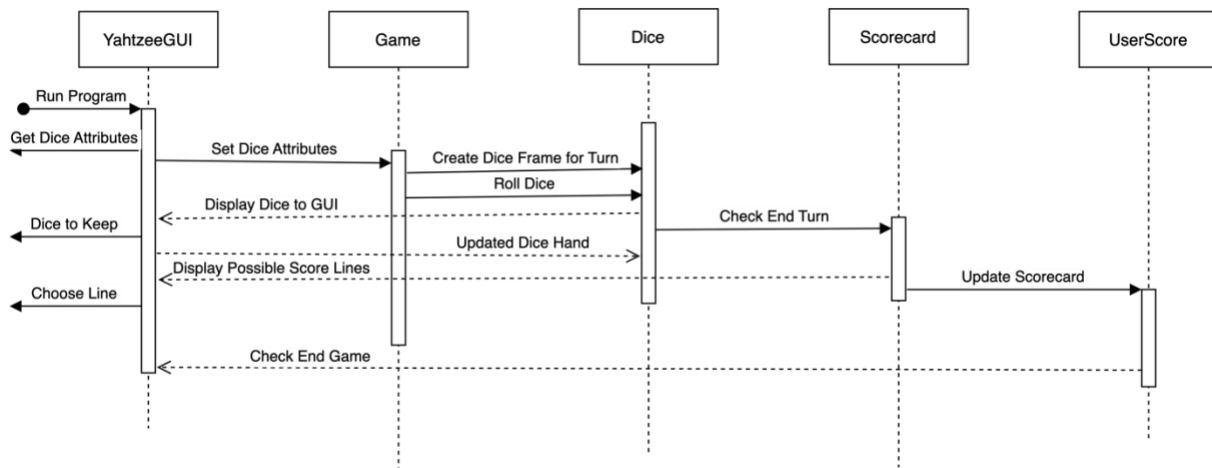 YahtzeeGUI
Game
Dice
Scorecard
UserScore
Run Program
Get Dice Attributes
Set Dice Attributes
Create Dice Frame for Turn
Roll Dice
Display Dice to GUI
Check End Turn
Dice to Keep
Updated Dice Hand
Display Possible Score Lines
Update Scorecard
Choose Line
Check End Game